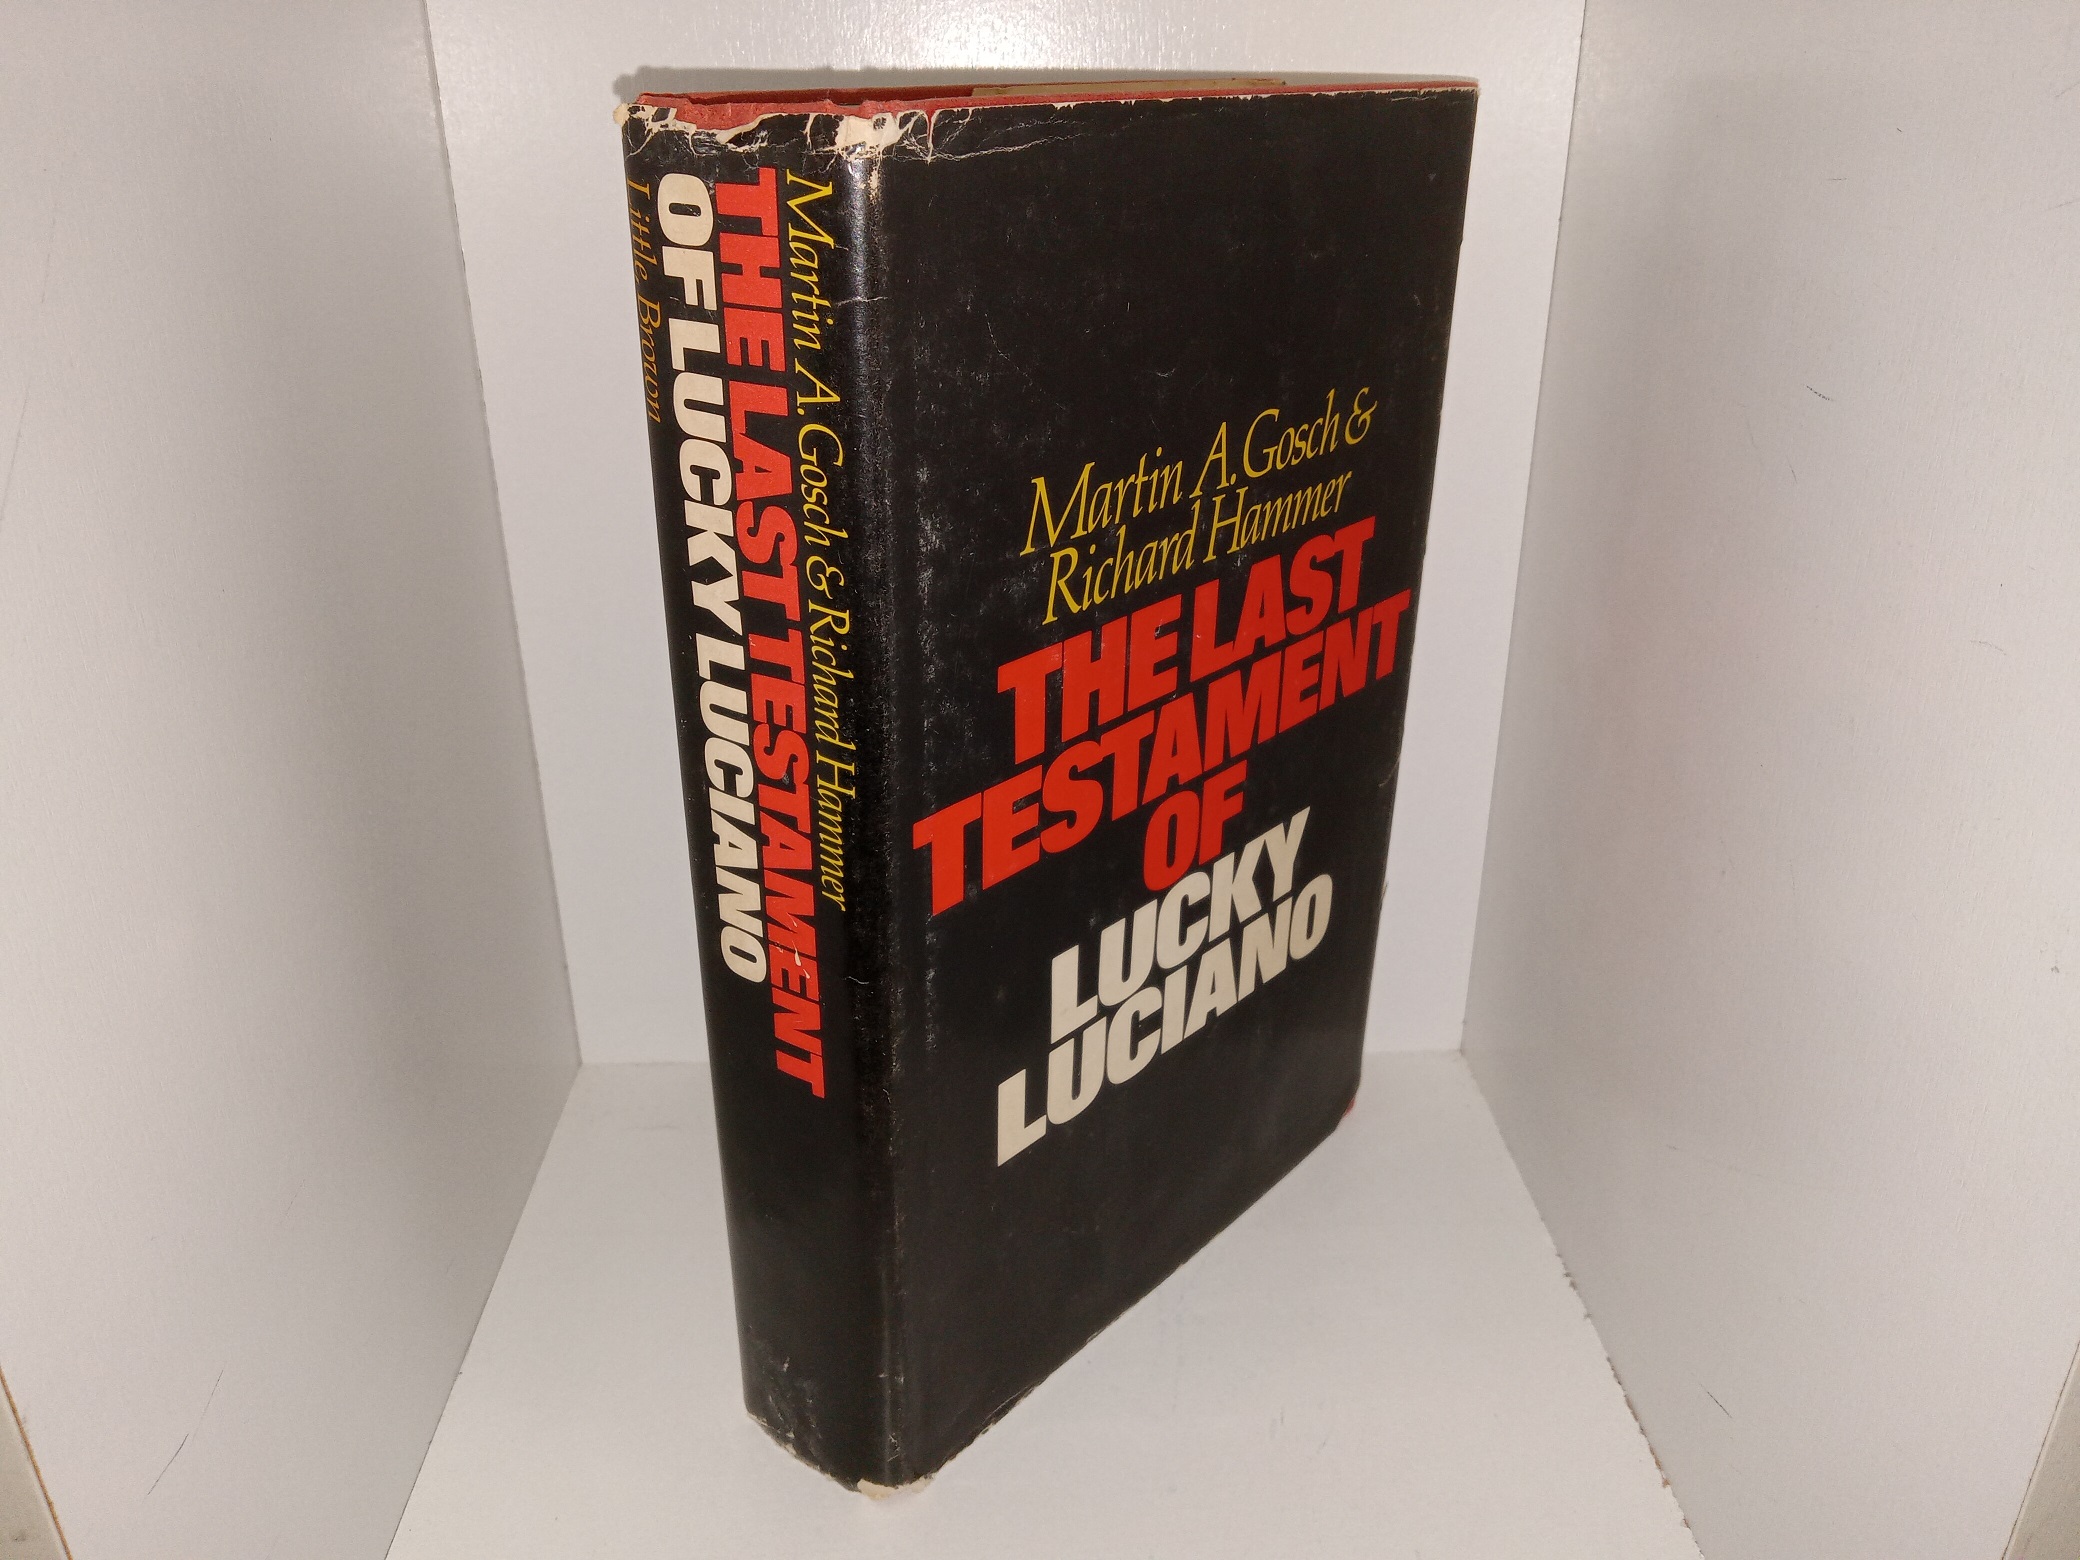 Martin A. Gosch & Richard Hammer
THE LAST TESTAMENT
OF LUCKY LUCIANO
Little Brown
Martin A. Gosch &
Richard Hammer
THE LAST
TESTAMENT
OF
LUCKY
LUCIANO